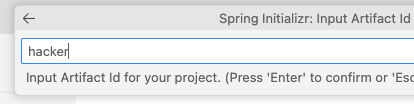 Spring Initializr: Input Artifact Id
hacker
Input Artifact Id for your project. (Press 'Enter' to confirm or 'Esc